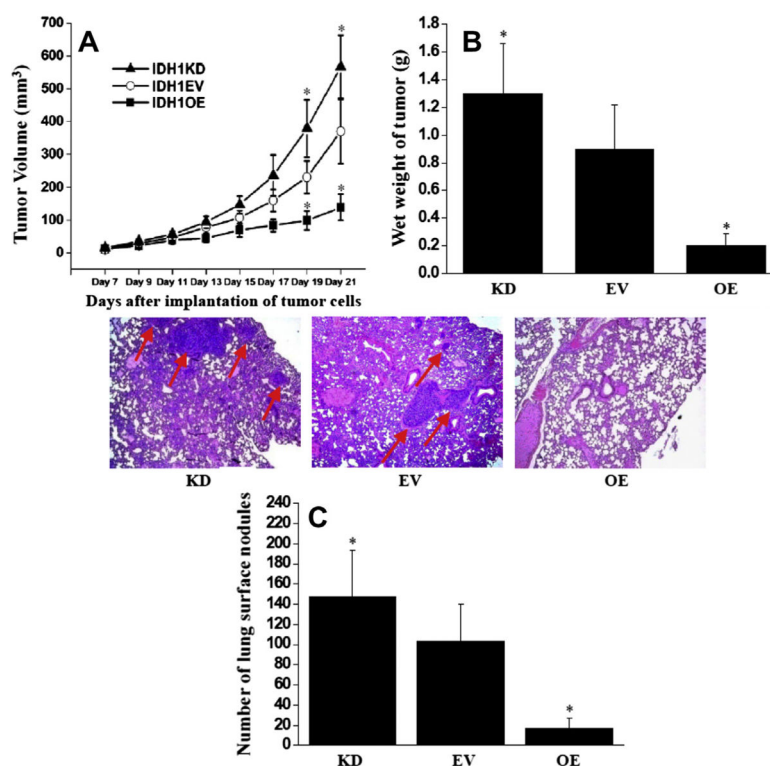 A
IDH1KD
IDH1EV
IDH1OE
Tumor Volume (mm³)
700
600
500
400
300
200
100
0
* * * *
Day 7 Day 9 Day 11 Day 13 Day 15 Day 17 Day 19 Day 21
Days after implantation of tumor cells
B
Wet weight of tumor (g)
1.8
1.6
1.4
1.2
1.0
0.8
0.6
0.4
0.2
0.0
* *
KD EV OE
KD EV OE
C
Number of lung surface nodules
240
220
200
180
160
140
120
100
80
60
40
20
0
* *
KD EV OE